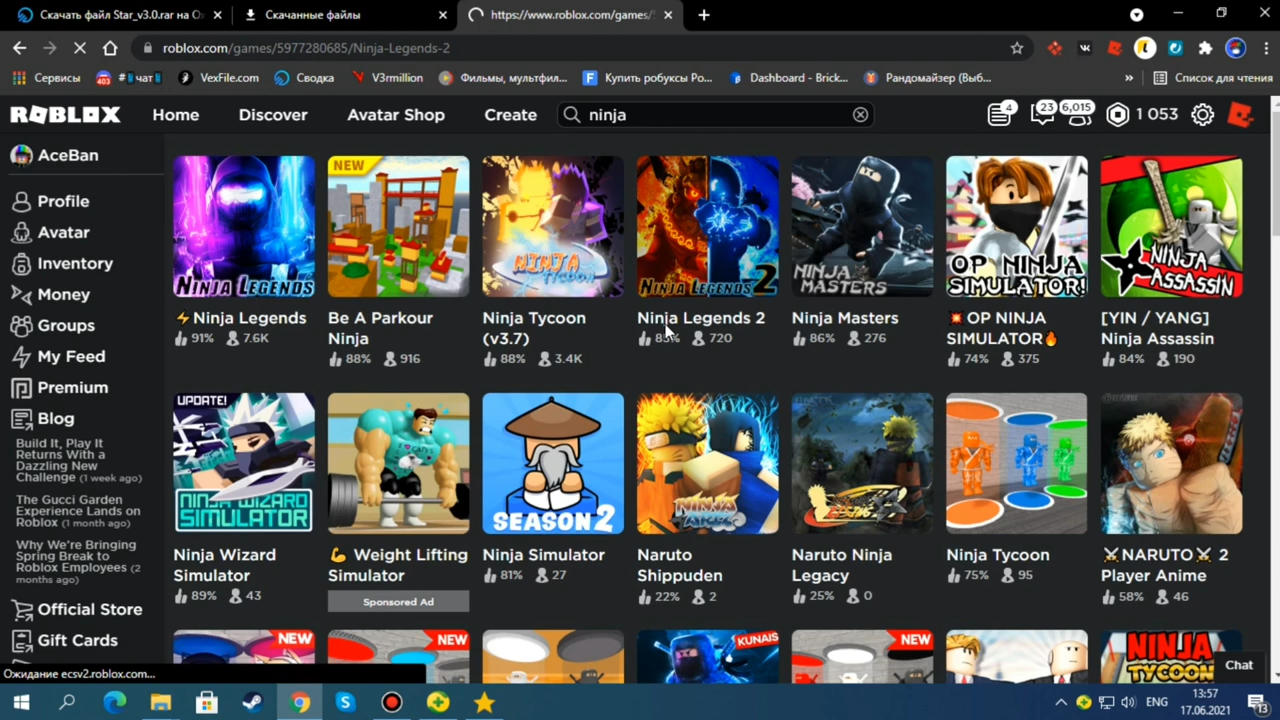 Скачать файл Star_v3.0.rar на Ox
Скачанные файлы
https://www.roblox.com/games/5
roblox.com/games/5977280685/Ninja-Legends-2
Сервисы
403
#чат
VexFile.com
Сводка
V3rmillion
Фильмы, мультфил...
Купить робуксы Ро...
Dashboard - Brick...
Рандомайзер (Выб...
»
Список для чтения
ROBLOX
Home
Discover
Avatar Shop
Create
ninja
4
23
6,015
1 053
AceBan
Profile
Avatar
Inventory
Money
Groups
My Feed
Premium
Blog
Build It, Play It
Returns With a
Dazzling New
Challenge (1 week ago)
The Gucci Garden
Experience Lands on
Roblox (1 month ago)
Why We're Bringing
Spring Break to
Roblox Employees (2
months ago)
Official Store
Gift Cards
NINJA LEGENDS
NEW
NINJA
TYCOON
NINJA LEGENDS 2
NINJA
MASTERS
OP NINJA
SIMULATOR!
NINJA
ASSASSIN
⚡Ninja Legends
91% 7.6K
Be A Parkour
Ninja
88% 916
Ninja Tycoon
(v3.7)
88% 3.4K
Ninja Legends 2
720
Ninja Masters
86% 276
💥OP NINJA
SIMULATOR🔥
74% 375
[YIN / YANG]
Ninja Assassin
84% 190
UPDATE!
NINJA WIZARD
SIMULATOR
SEASON 2
NINJA
Ninja Wizard
Simulator
89% 43
💪 Weight Lifting
Simulator
Sponsored Ad
Ninja Simulator
81% 27
Naruto
Shippuden
22% 2
Naruto Ninja
Legacy
25% 0
Ninja Tycoon
75% 95
⚔NARUTO⚔ 2
Player Anime
58% 46
NEW
NEW
KUNAIS
NEW
NINJA
TYCOON
Chat
Ожидание ecsv2.roblox.com...
ENG
13:57
17.06.2021
13